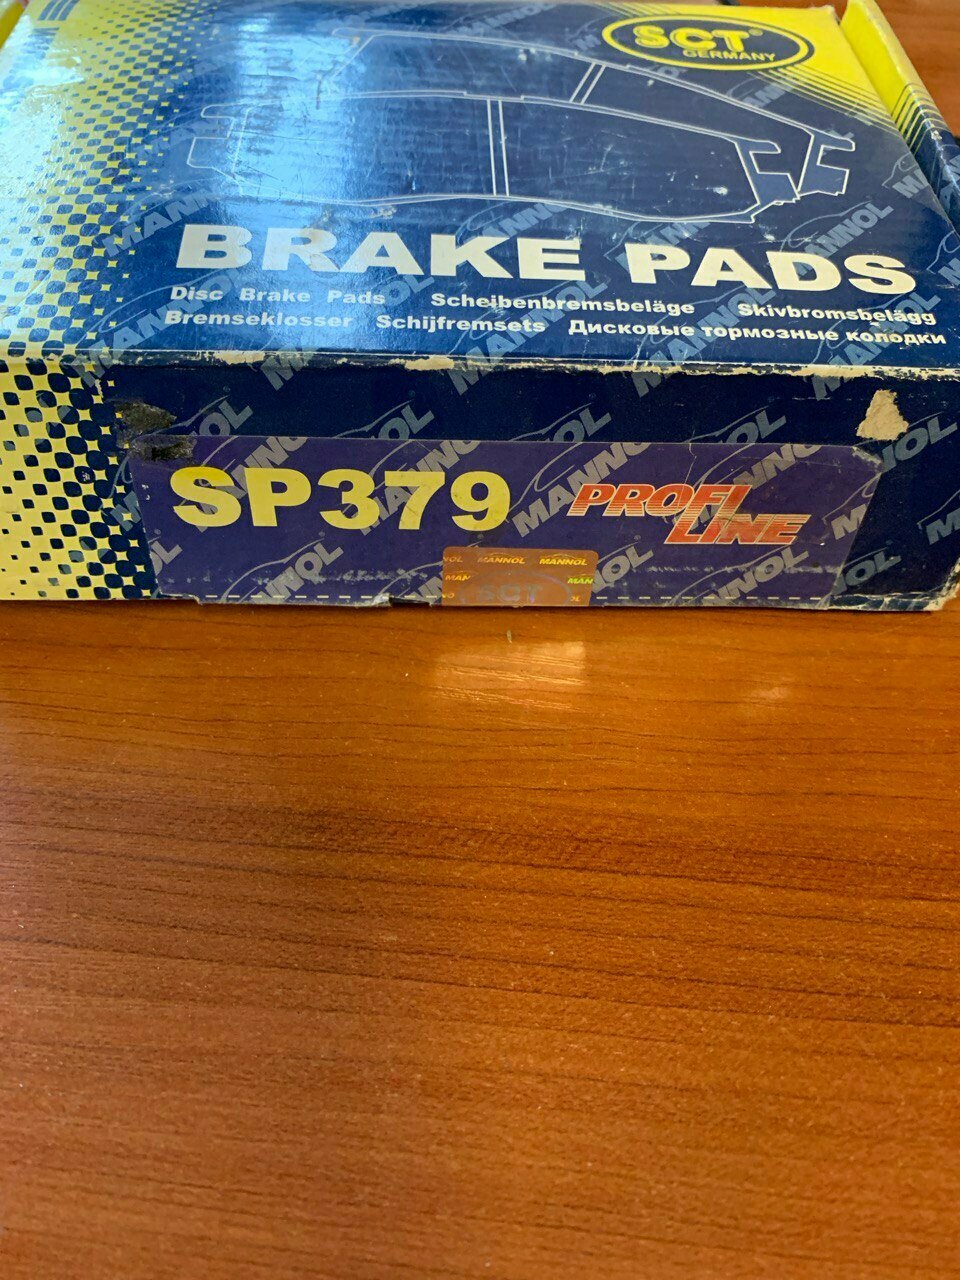 SCT®
GERMANY
BRAKE PADS
Disc Brake Pads Scheibenbremsbeläge Skivbromsbelägg
Bremseklosser Schijfremsets Дисковые тормозные колодки
SP379 PROFI LINE
MANNOL MANNOL
SCT